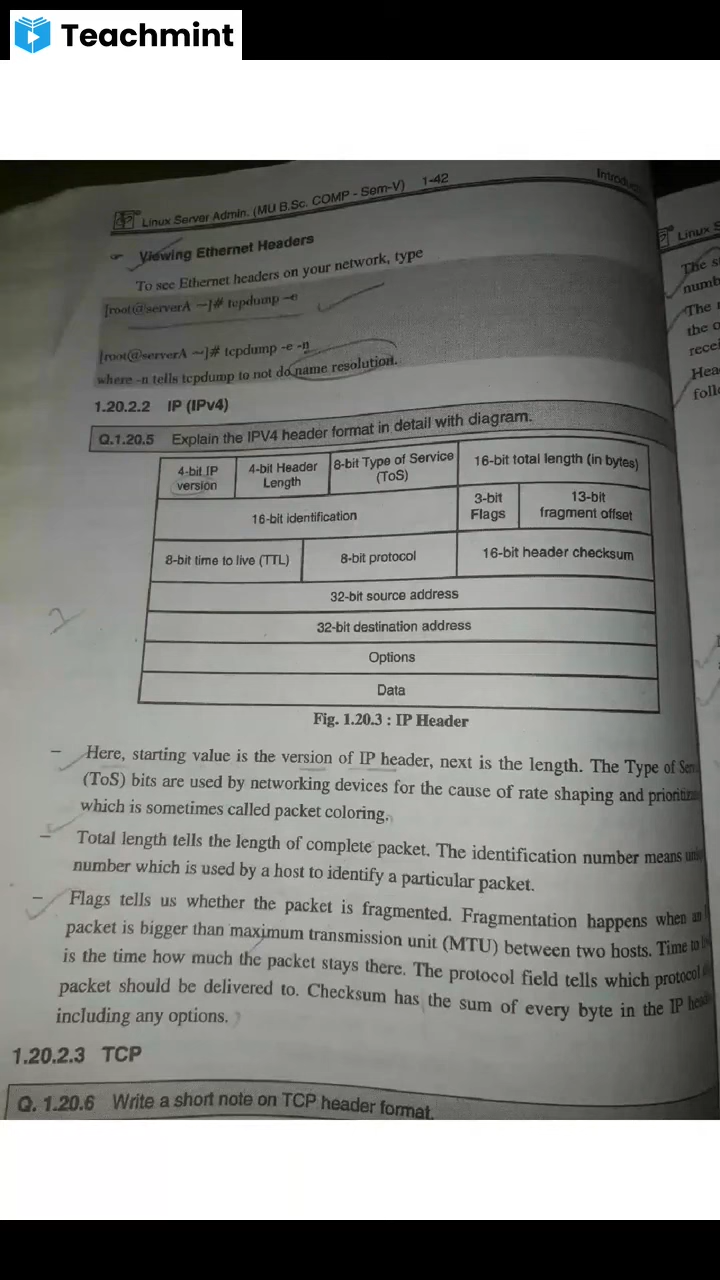 Teachmint
Linux Server Admin. (MU B.Sc. COMP - Sem-V) 1-42
Viewing Ethernet Headers
To see Ethernet headers on your network, type
[root@serverA ~]# tcpdump –e
[root@serverA ~]# tcpdump -e -n
where -n tells tcpdump to not do name resolution.
1.20.2.2 IP (IPv4)
Q.1.20.5 Explain the IPV4 header format in detail with diagram.
4-bit IP version
4-bit Header Length
8-bit Type of Service (ToS)
16-bit total length (in bytes)
16-bit identification
3-bit Flags
13-bit fragment offset
8-bit time to live (TTL)
8-bit protocol
16-bit header checksum
32-bit source address
32-bit destination address
Options
Data
Fig. 1.20.3 : IP Header
– Here, starting value is the version of IP header, next is the length. The Type of
(ToS) bits are used by networking devices for the cause of rate shaping and
which is sometimes called packet coloring.
– Total length tells the length of complete packet. The identification number means
number which is used by a host to identify a particular packet.
– Flags tells us whether the packet is fragmented. Fragmentation happens when an
packet is bigger than maximum transmission unit (MTU) between two hosts. Time to
is the time how much the packet stays there. The protocol field tells which protocol
packet should be delivered to. Checksum has the sum of every byte in the IP
including any options.
1.20.2.3 TCP
Q. 1.20.6 Write a short note on TCP header format.
Linux
The
The
the